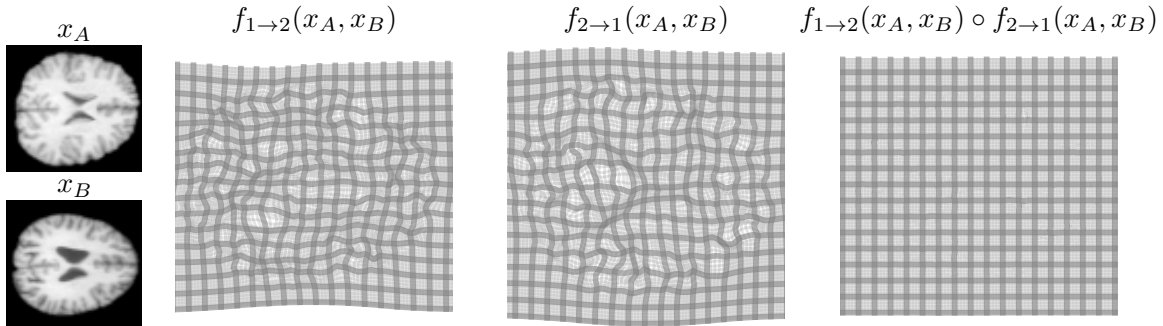 x_A
x_B
f_{1→2}(x_A, x_B)
f_{2→1}(x_A, x_B)
f_{1→2}(x_A, x_B) ∘ f_{2→1}(x_A, x_B)